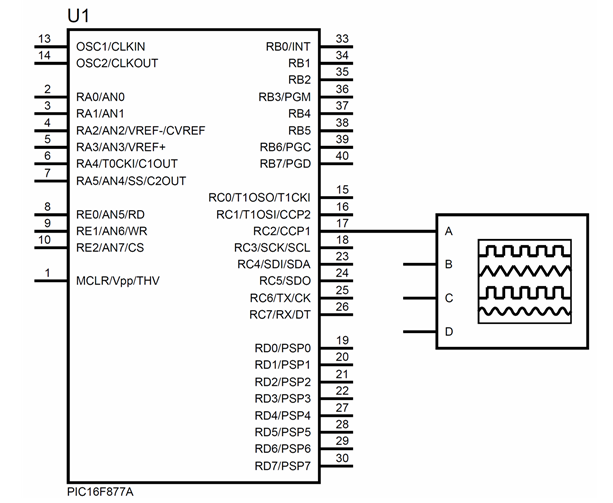 U1
13 OSC1/CLKIN RB0/INT 33
14 OSC2/CLKOUT RB1 34
RB2 35
2 RA0/AN0 RB3/PGM 36
3 RA1/AN1 RB4 37
4 RA2/AN2/VREF-/CVREF RB5 38
5 RA3/AN3/VREF+ RB6/PGC 39
6 RA4/T0CKI/C1OUT RB7/PGD 40
7 RA5/AN4/SS/C2OUT
RC0/T1OSO/T1CKI 15
8 RE0/AN5/RD RC1/T1OSI/CCP2 16
9 RE1/AN6/WR RC2/CCP1 17 A
10 RE2/AN7/CS RC3/SCK/SCL 18
RC4/SDI/SDA 23 B
1 MCLR/Vpp/THV RC5/SDO 24
RC6/TX/CK 25 C
RC7/RX/DT 26
D
RD0/PSP0 19
RD1/PSP1 20
RD2/PSP2 21
RD3/PSP3 22
RD4/PSP4 27
RD5/PSP5 28
RD6/PSP6 29
RD7/PSP7 30
PIC16F877A